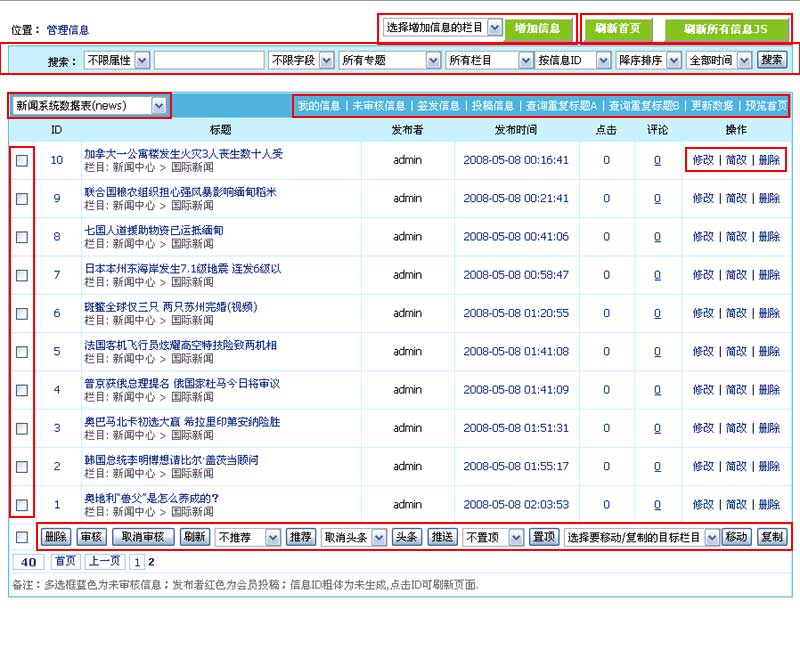 位置： 管理信息 选择增加信息的栏目 增加信息 刷新首页 刷新所有信息JS
搜索： 不限属性 不限字段 所有专题 所有栏目 按信息ID 降序排序 全部时间 搜索
新闻系统数据表(news) 我的信息 | 未审核信息 | 签发信息 | 投稿信息 | 查询重复标题A | 查询重复标题B | 更新数据 | 预览首页
ID 标题 发布者 发布时间 点击 评论 操作
10 加拿大一公寓楼发生火灾3人丧生数十人受 admin 2008-05-08 00:16:41 0 0 修改 | 简改 | 删除
栏目: 新闻中心 > 国际新闻
9 联合国粮农组织担心强风暴影响缅甸稻米 admin 2008-05-08 00:21:41 0 0 修改 | 简改 | 删除
栏目: 新闻中心 > 国际新闻
8 七国人道援助物资已运抵缅甸 admin 2008-05-08 00:41:06 0 0 修改 | 简改 | 删除
栏目: 新闻中心 > 国际新闻
7 日本本州东海岸发生7.1级地震 连发6级以 admin 2008-05-08 00:58:47 0 0 修改 | 简改 | 删除
栏目: 新闻中心 > 国际新闻
6 斑鳖全球仅三只 两只苏州完婚(视频) admin 2008-05-08 01:20:55 0 0 修改 | 简改 | 删除
栏目: 新闻中心 > 国际新闻
5 法国客机飞行员炫耀高空特技险致两机相 admin 2008-05-08 01:41:08 0 0 修改 | 简改 | 删除
栏目: 新闻中心 > 国际新闻
4 普京获俄总理提名 俄国家杜马今日将审议 admin 2008-05-08 01:41:09 0 0 修改 | 简改 | 删除
栏目: 新闻中心 > 国际新闻
3 奥巴马北卡初选大赢 希拉里印第安纳险胜 admin 2008-05-08 01:51:31 0 0 修改 | 简改 | 删除
栏目: 新闻中心 > 国际新闻
2 韩国总统李明博想请比尔·盖茨当顾问 admin 2008-05-08 01:55:17 0 0 修改 | 简改 | 删除
栏目: 新闻中心 > 国际新闻
1 奥地利“兽父”是怎么养成的? admin 2008-05-08 02:03:53 0 0 修改 | 简改 | 删除
栏目: 新闻中心 > 国际新闻
删除 审核 取消审核 刷新 不推荐 推荐 取消头条 头条 推送 不置顶 置顶 选择要移动/复制的目标栏目 移动 复制
40 首页 上一页 1 2
备注：多选框蓝色为未审核信息；发布者红色为会员投稿；信息ID粗体为未生成,点击ID可刷新页面.